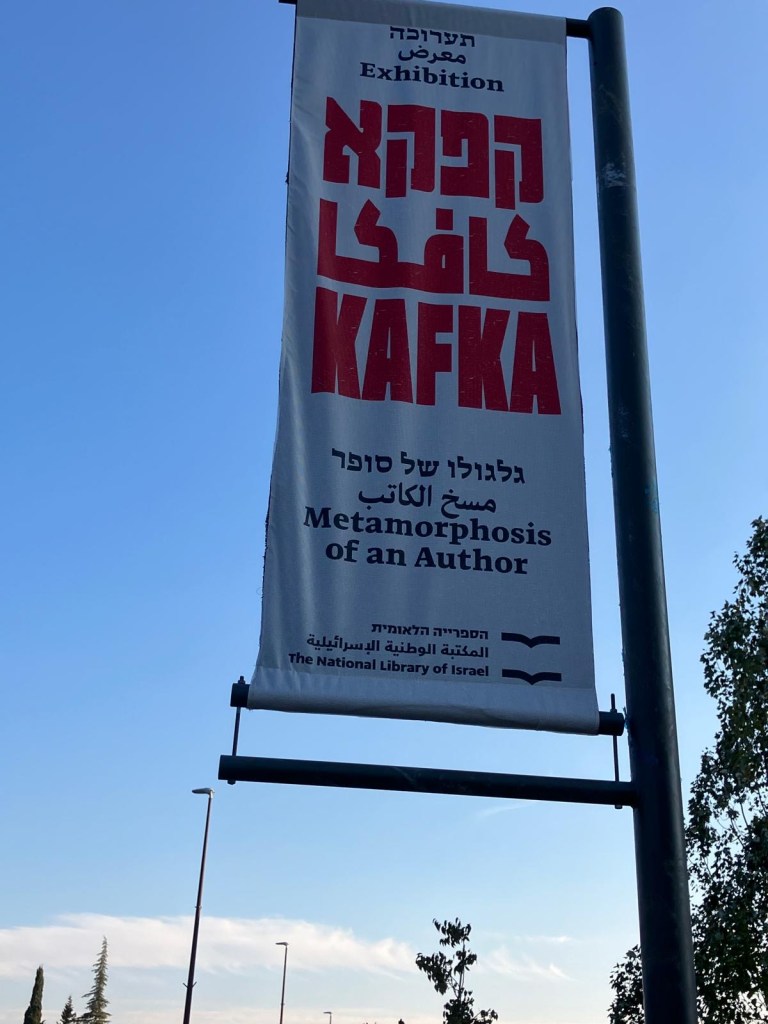 תערוכה
معرض
Exhibition
קפקא
كافكا
KAFKA
גלגולו של סופר
مسخ الكاتب
Metamorphosis
of an Author
הספרייה הלאומית
المكتبة الوطنية الإسرائيلية
The National Library of Israel